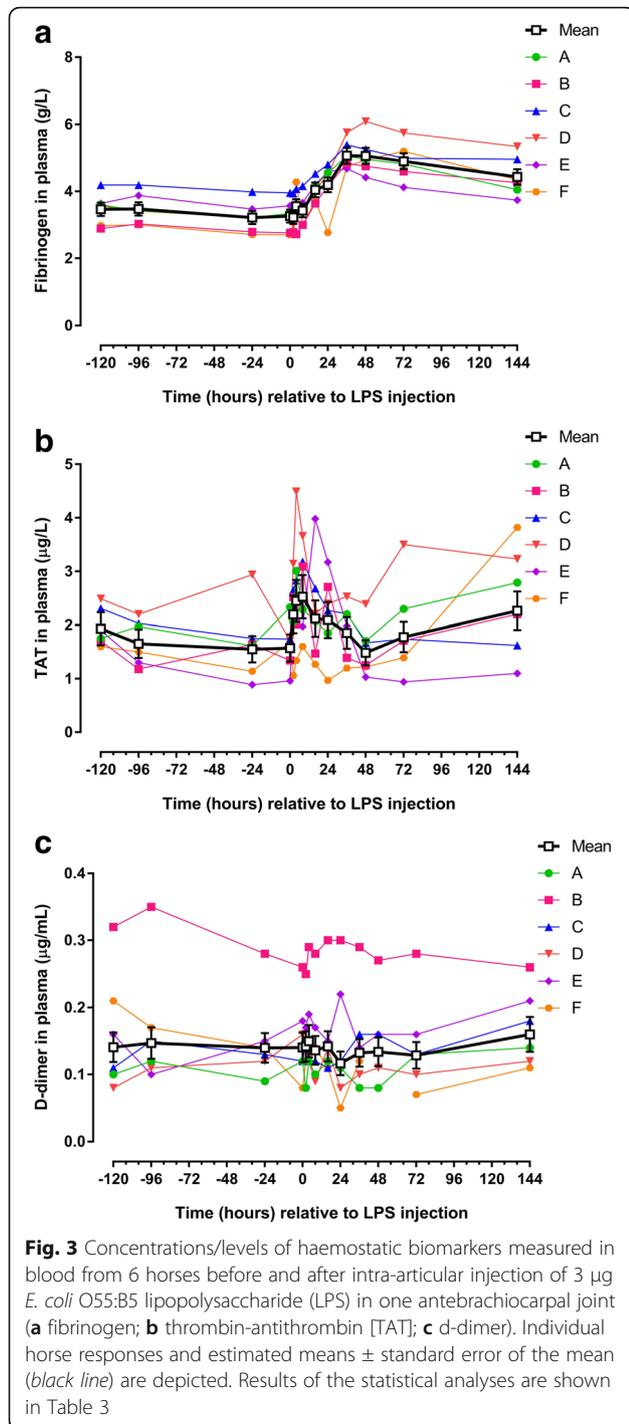 a
Fibrinogen in plasma (g/L)
8
6
4
2
0
-120 -96 -72 -24 0 24 48 72 96 120 144
Time (hours) relative to LPS injection
Mean
A
B
C
D
E
F
b
TAT in plasma (µg/L)
5
4
3
2
1
0
-120 -96 -72 -24 0 24 48 72 96 120 144
Time (hours) relative to LPS injection
Mean
A
B
C
D
E
F
c
D-dimer in plasma (µg/mL)
0.4
0.3
0.2
0.1
0.0
-120 -96 -72 -48 -24 0 24 48 72 96 120 144
Time (hours) relative to LPS injection
Mean
A
B
C
D
E
F
Fig. 3 Concentrations/levels of haemostatic biomarkers measured in
blood from 6 horses before and after intra-articular injection of 3 µg
E. coli O55:B5 lipopolysaccharide (LPS) in one antebrachiocarpal joint
(a fibrinogen; b thrombin-antithrombin [TAT]; c d-dimer). Individual
horse responses and estimated means ± standard error of the mean
(black line) are depicted. Results of the statistical analyses are shown
in Table 3